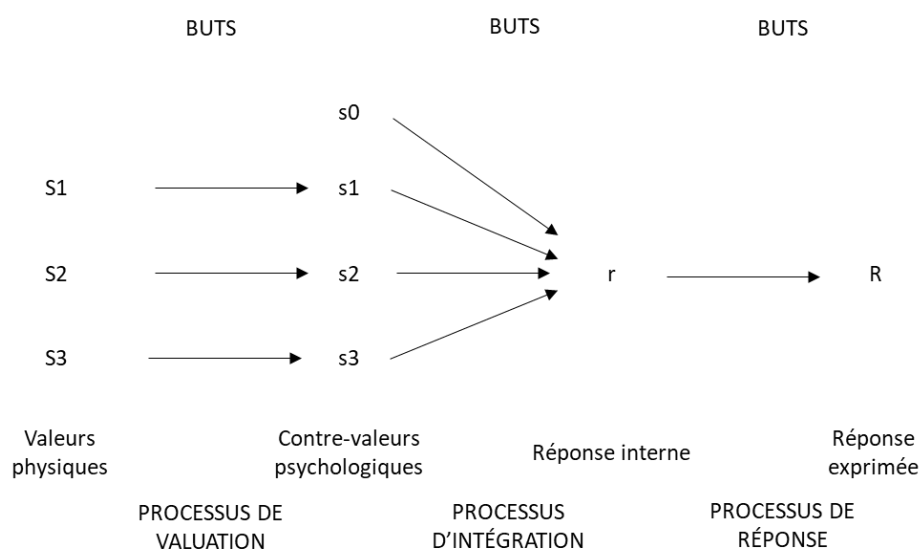 BUTS BUTS BUTS
s0
S1 s1
S2 s2 r R
S3 s3
Valeurs physiques
Contre-valeurs psychologiques
Réponse interne
Réponse exprimée
PROCESSUS DE VALUATION
PROCESSUS D'INTÉGRATION
PROCESSUS DE RÉPONSE